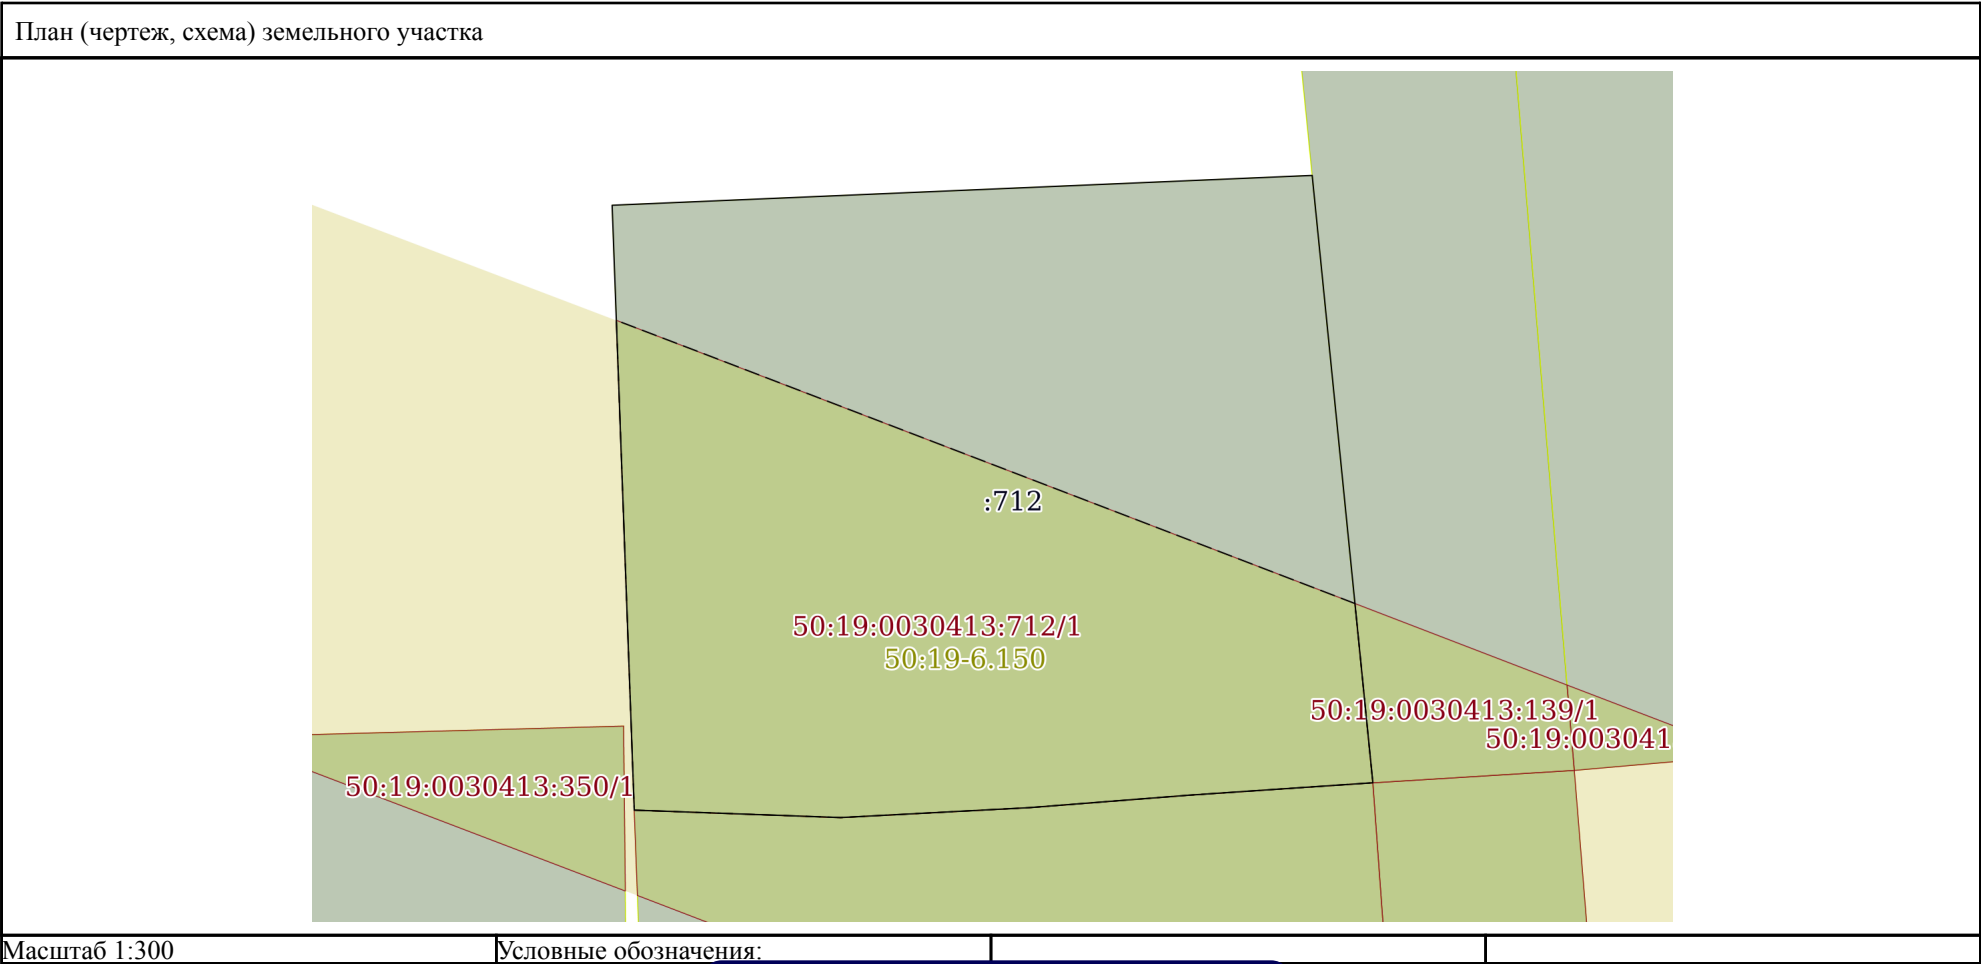 План (чертеж, схема) земельного участка
:712
50:19:0030413:712/1
50:19-6.150
50:19:0030413:139/1
50:19:003041
50:19:0030413:350/1
Масштаб 1:300
Условные обозначения: